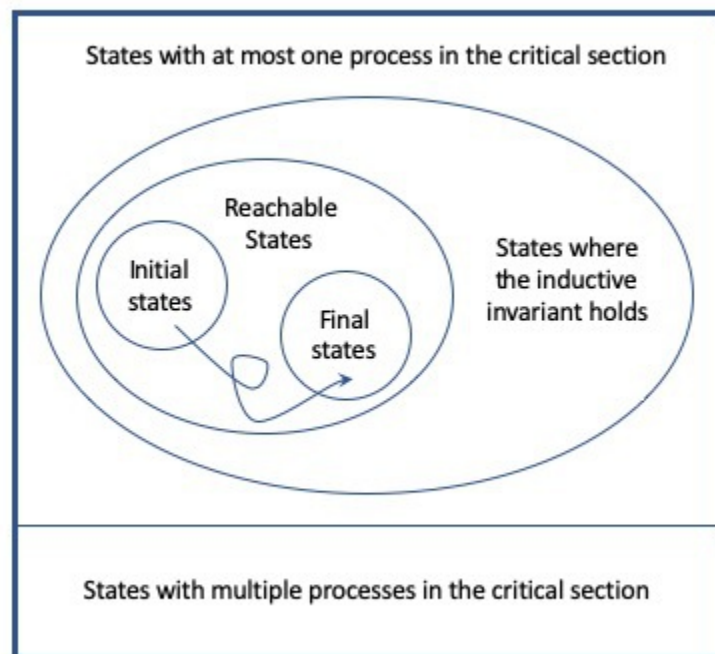 States with at most one process in the critical section
Reachable
States
Initial
states
Final
states
States where
the inductive
invariant holds
States with multiple processes in the critical section